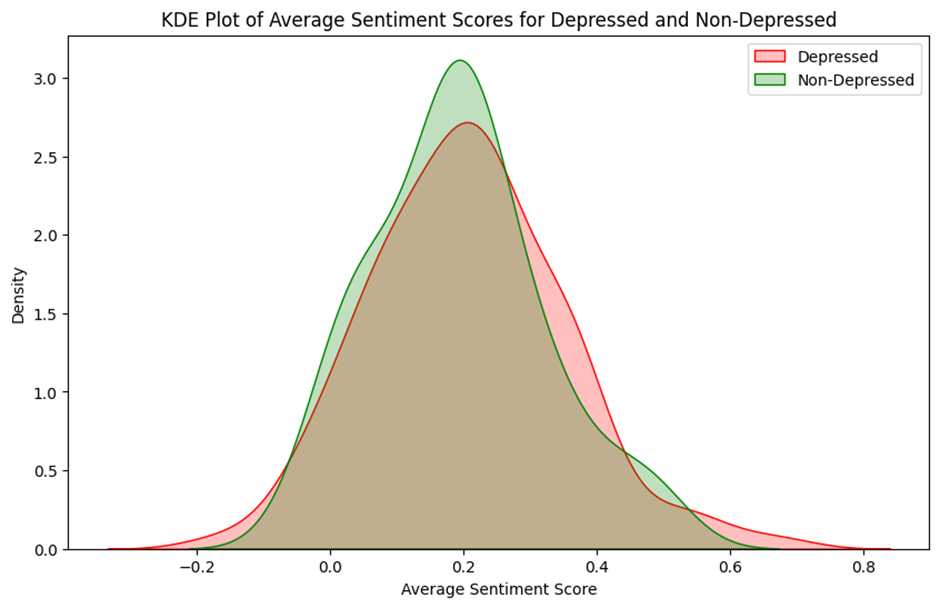 KDE Plot of Average Sentiment Scores for Depressed and Non-Depressed
Depressed
Non-Depressed
3.0
2.5
2.0
1.5
1.0
0.5
0.0
Density
−0.2 0.0 0.2 0.4 0.6 0.8
Average Sentiment Score